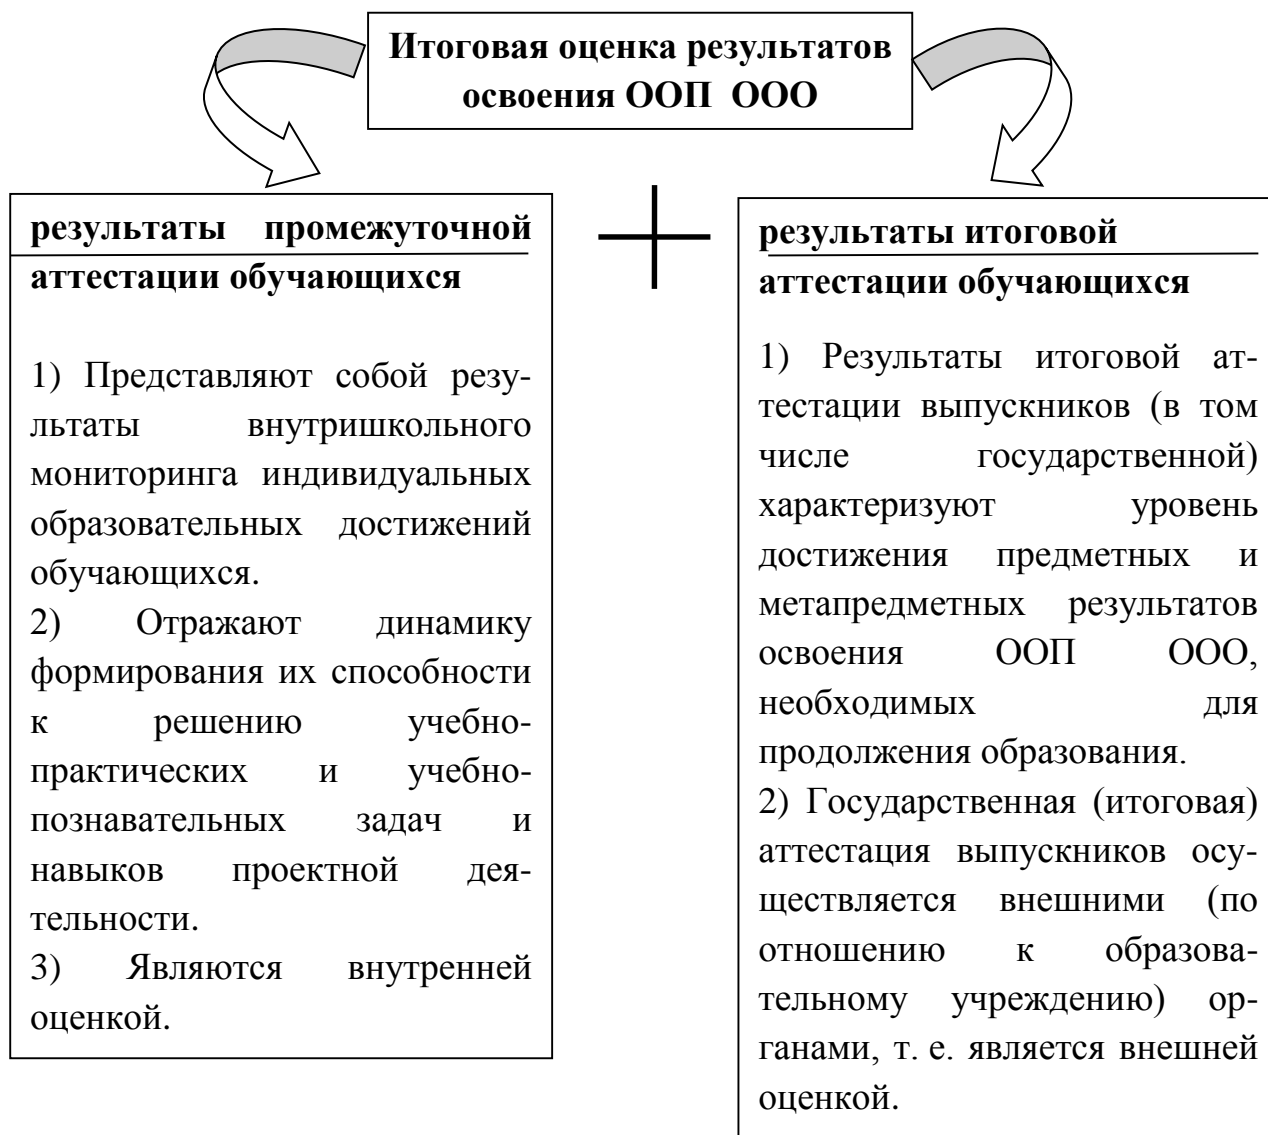 Итоговая оценка результатов
освоения ООП ООО
результаты промежуточной
аттестации обучающихся
1) Представляют собой резу-
льтаты внутришкольного
мониторинга индивидуальных
образовательных достижений
обучающихся.
2) Отражают динамику
формирования их способности
к решению учебно-
практических и учебно-
познавательных задач и
навыков проектной дея-
тельности.
3) Являются внутренней
оценкой.
результаты итоговой
аттестации обучающихся
1) Результаты итоговой ат-
тестации выпускников (в том
числе государственной)
характеризуют уровень
достижения предметных и
метапредметных результатов
освоения ООП ООО,
необходимых для
продолжения образования.
2) Государственная (итоговая)
аттестация выпускников осу-
ществляется внешними (по
отношению к образова-
тельному учреждению) ор-
ганами, т. е. является внешней
оценкой.